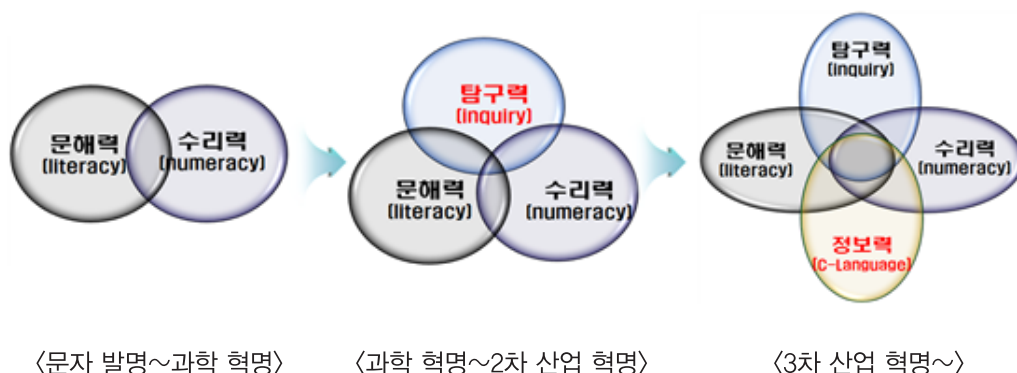 문해력
(literacy)
수리력
(numeracy)
탐구력
(inquiry)
문해력
(literacy)
수리력
(numeracy)
탐구력
(inquiry)
문해력
(literacy)
수리력
(numeracy)
정보력
(C-Language)
〈문자 발명~과학 혁명〉
〈과학 혁명~2차 산업 혁명〉
〈3차 산업 혁명~〉